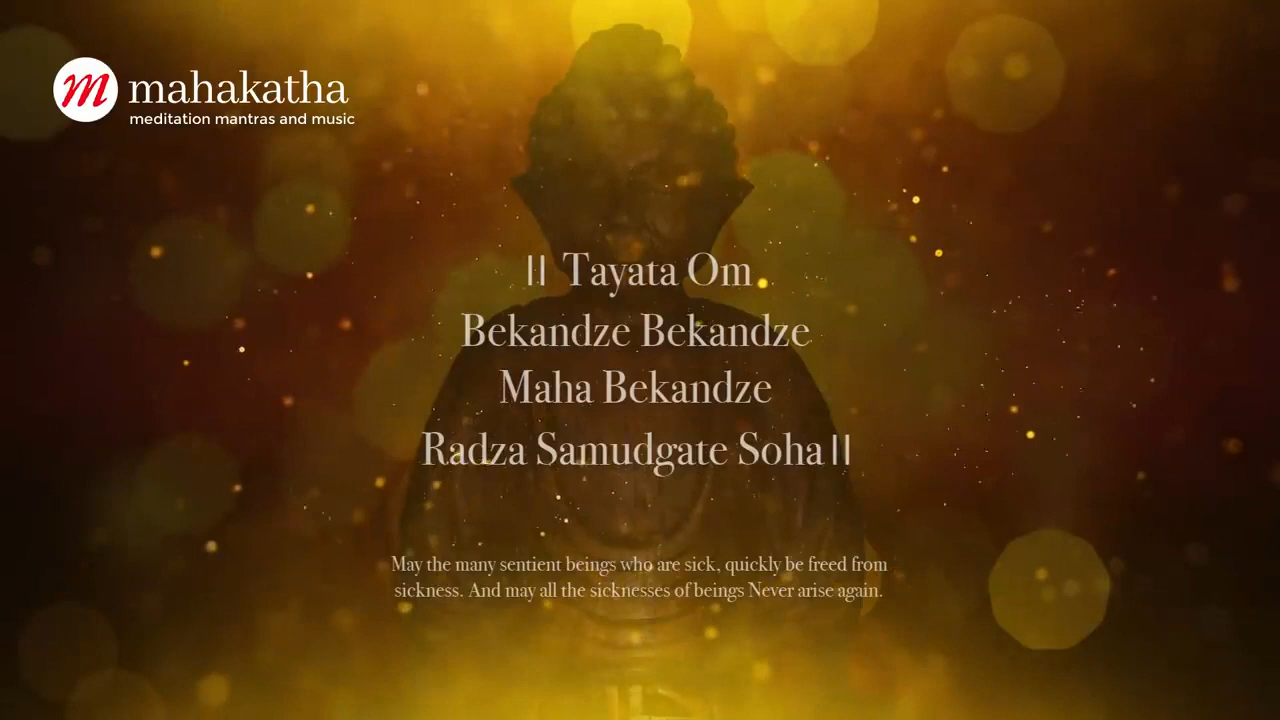 mahakatha
meditation mantras and music
|| Tayata Om
Bekandze Bekandze
Maha Bekandze
Radza Samudgate Soha ||
May the many sentient beings who are sick, quickly be freed from
sickness. And may all the sicknesses of beings Never arise again.